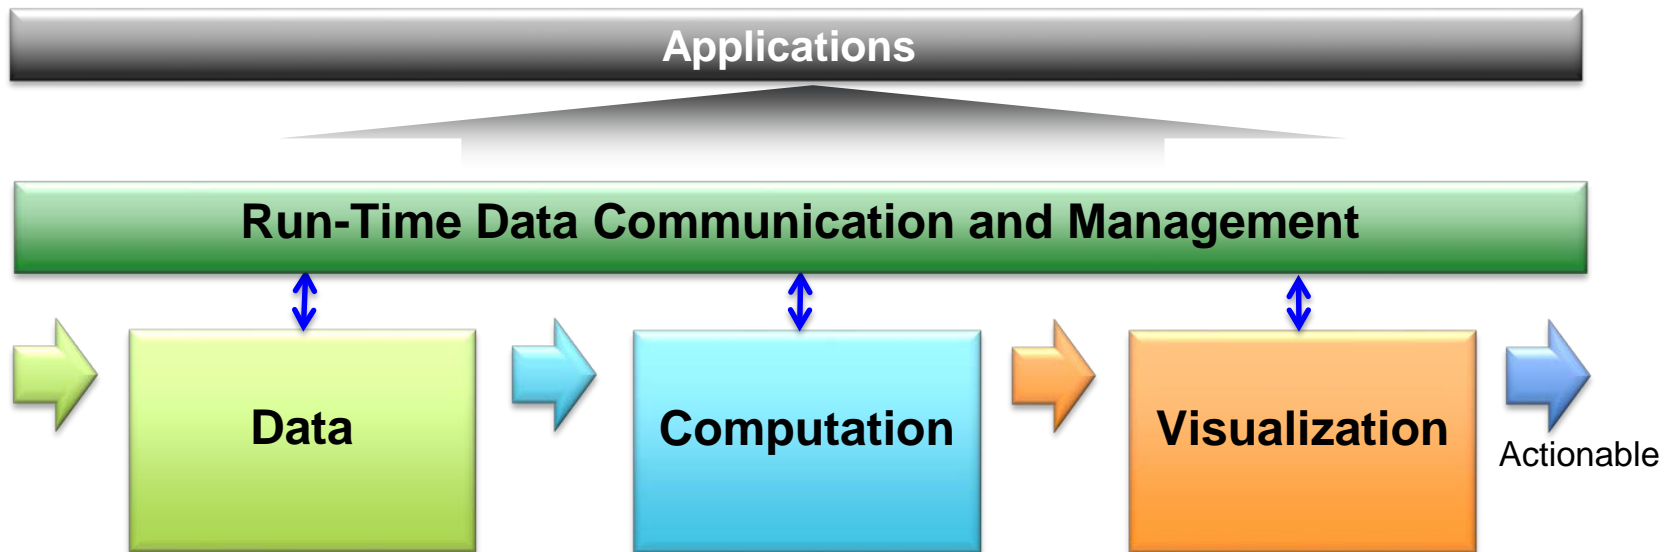 Applications
Run-Time Data Communication and Management
Data
Computation
Visualization
Actionable